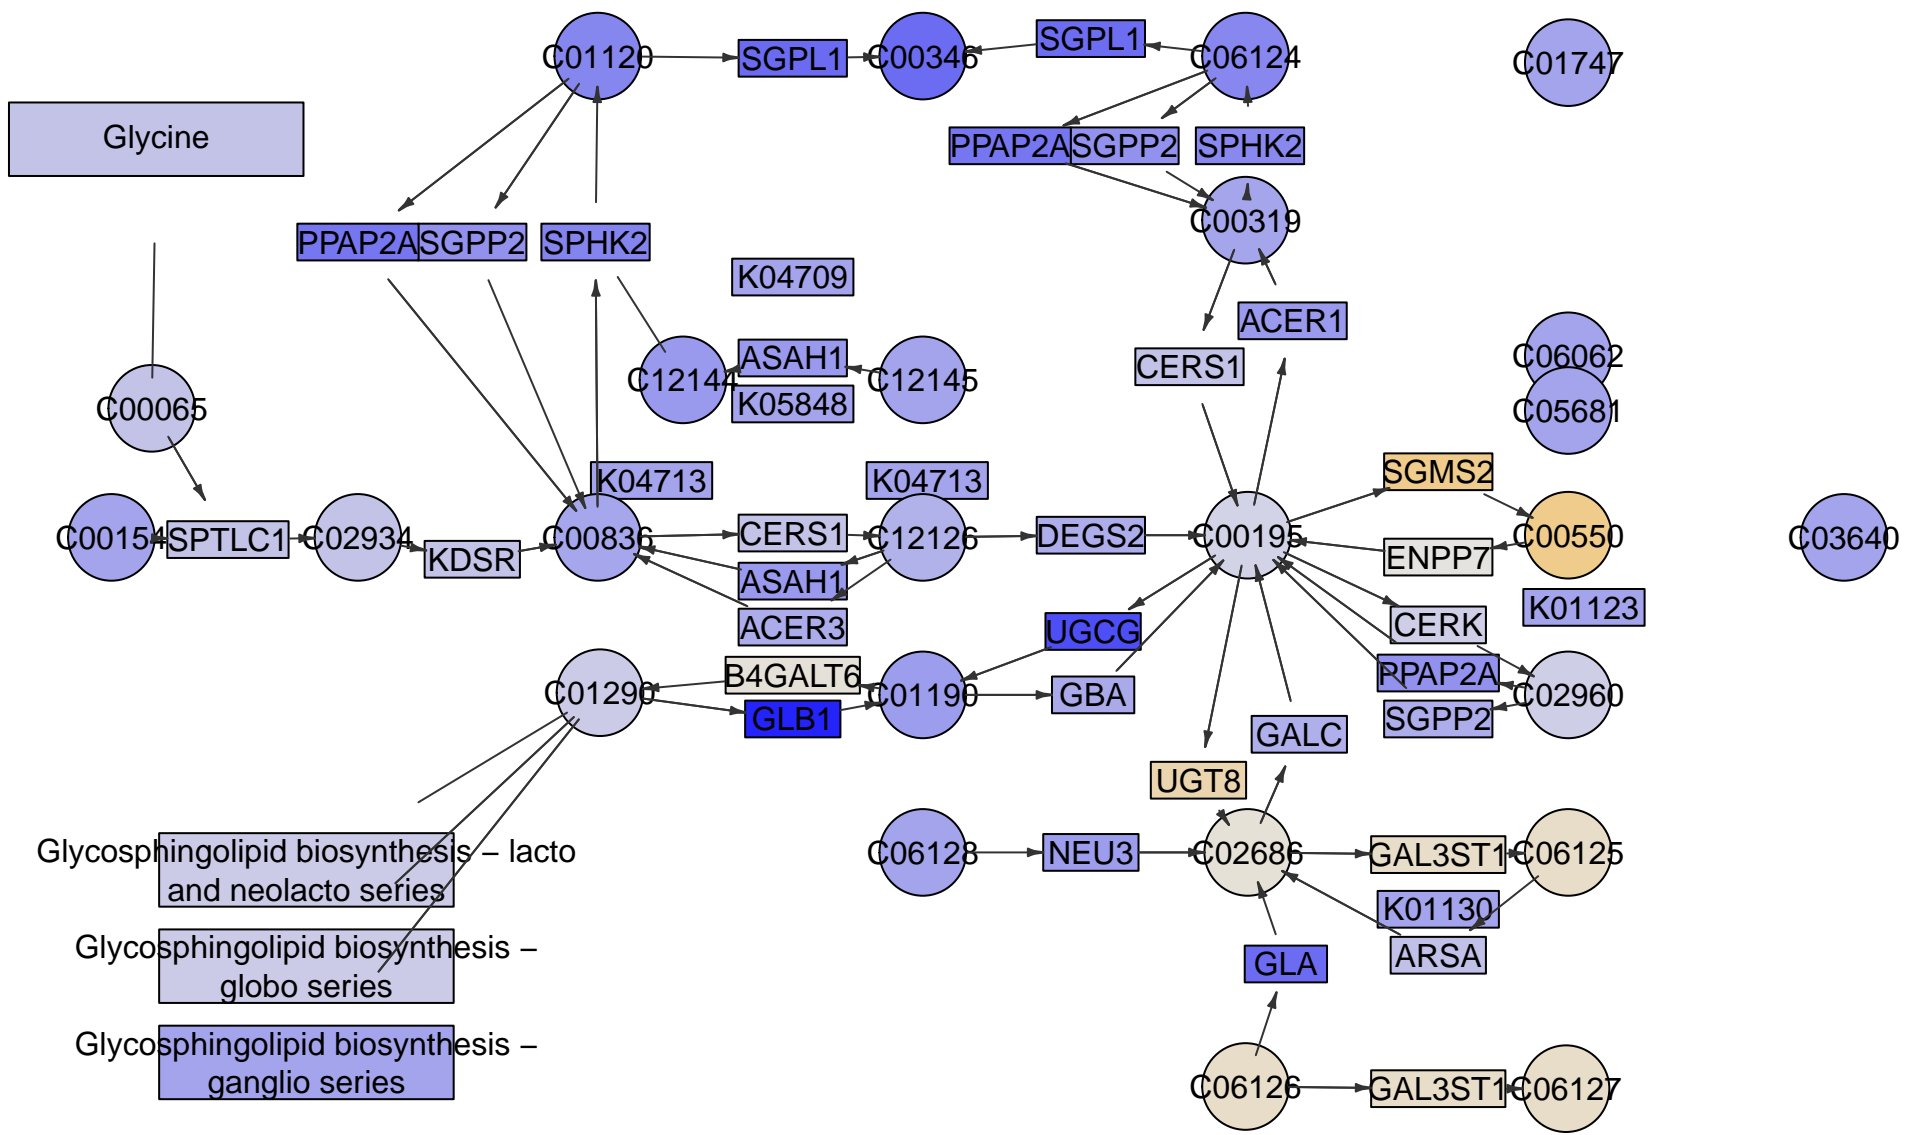 C01120
SGPL1
C00346
SGPL1
C06124
C01747
Glycine
PPAP2A
SGPP2
SPHK2
C00319
PPAP2A
SGPP2
SPHK2
K04709
ACER1
C12144
ASAH1
C12145
CERS1
C06062
K05848
C00065
C05681
K04713
K04713
SGMS2
C00154
SPTLC1
C02934
KDSR
C00836
CERS1
C12126
DEGS2
C00195
C00550
C03640
ENPP7
ASAH1
K01123
ACER3
UGCG
CERK
B4GALT6
PPAP2A
C01290
C01190
GBA
C02960
GLB1
SGPP2
GALC
UGT8
Glycosphingolipid biosynthesis – lacto
and neolacto series
C06128
NEU3
C02686
GAL3ST1
C06125
K01130
Glycosphingolipid biosynthesis –
globo series
GLA
ARSA
Glycosphingolipid biosynthesis –
ganglio series
C06126
GAL3ST1
C06127